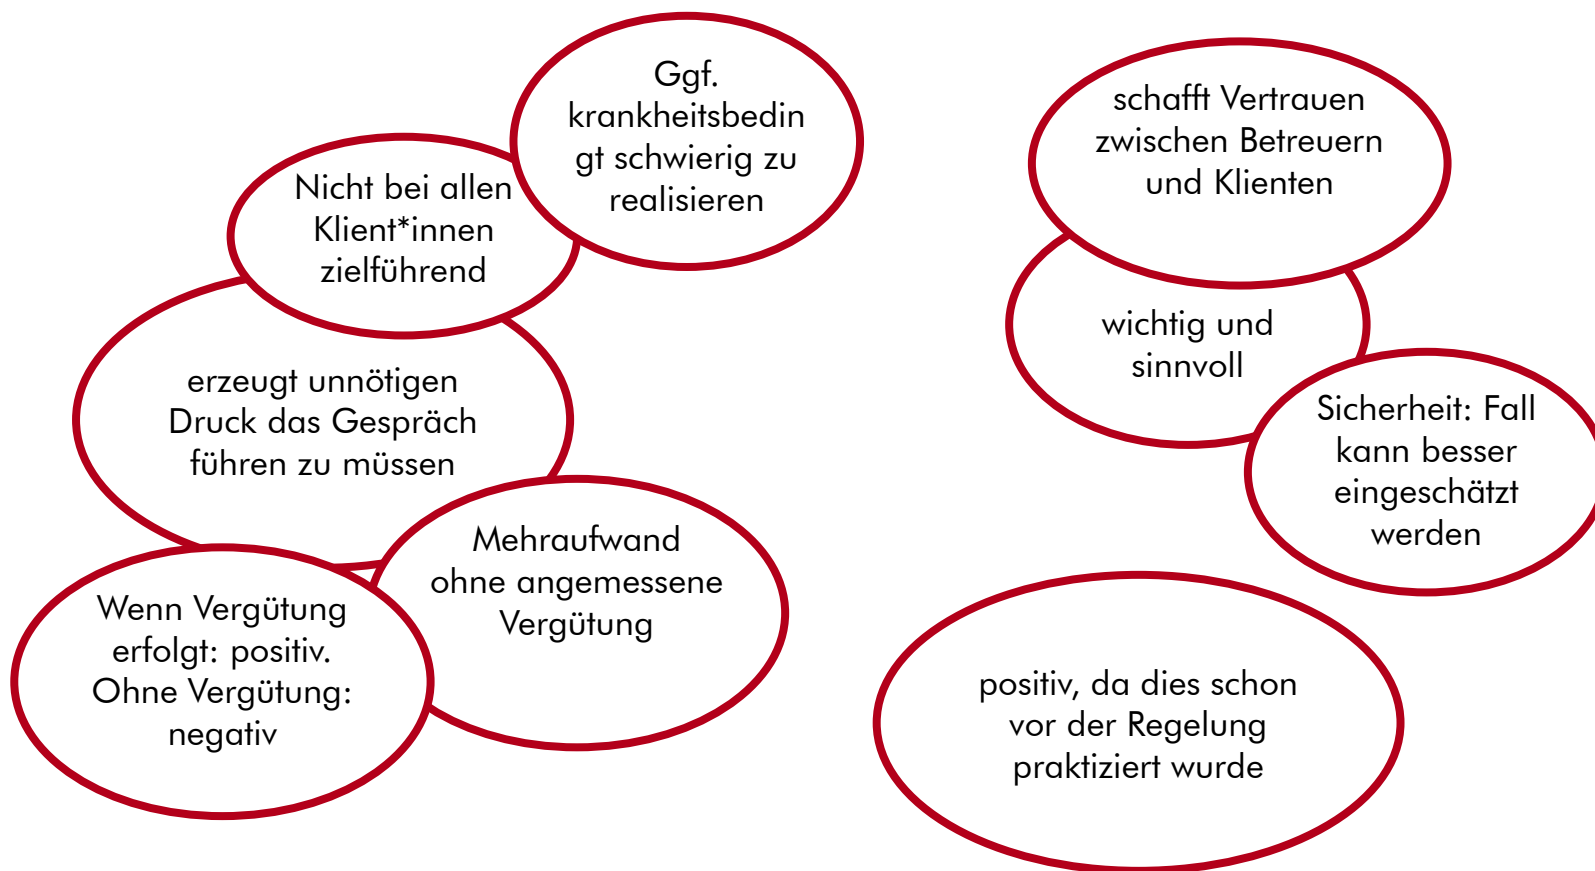 Ggf.
krankheitsbedin
gt schwierig zu
realisieren
Nicht bei allen
Klient*innen
zielführend
erzeugt unnötigen
Druck das Gespräch
führen zu müssen
Mehraufwand
ohne angemessene
Vergütung
Wenn Vergütung
erfolgt: positiv.
Ohne Vergütung:
negativ
schafft Vertrauen
zwischen Betreuern
und Klienten
wichtig und
sinnvoll
Sicherheit: Fall
kann besser
eingeschätzt
werden
positiv, da dies schon
vor der Regelung
praktiziert wurde